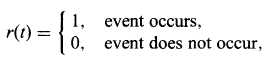 r(t) = { 1, event occurs,
0, event does not occur,